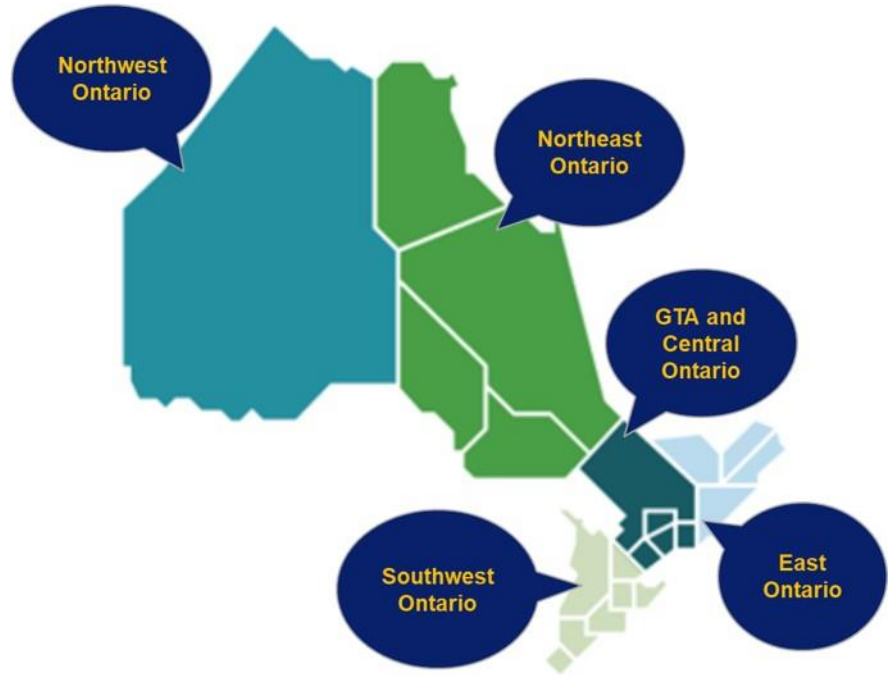 Northwest
Ontario
Northeast
Ontario
GTA and
Central
Ontario
Southwest
Ontario
East
Ontario